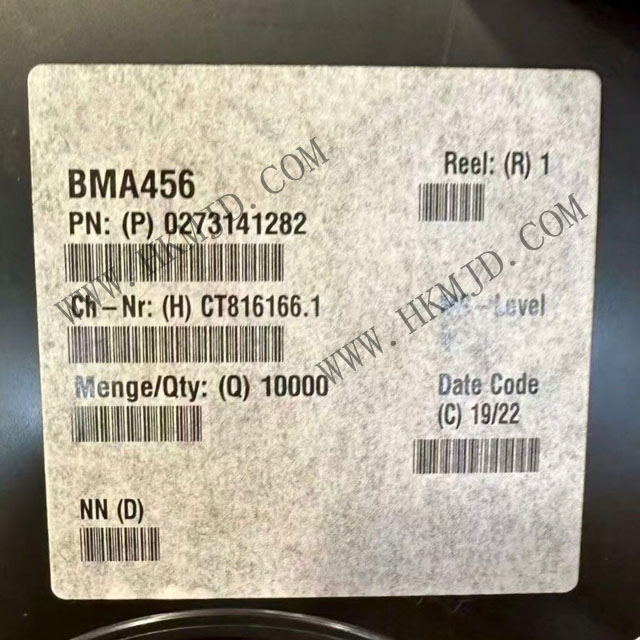 BMA456
Reel: (R) 1
PN: (P) 0273141282
Ch-Nr: (H) CT816166.1
-Level
Menge/Qty: (Q) 10000
Date Code
(C) 19/22
NN (D)
WWW.HKMJD.COM
WWW.HKMJD.COM